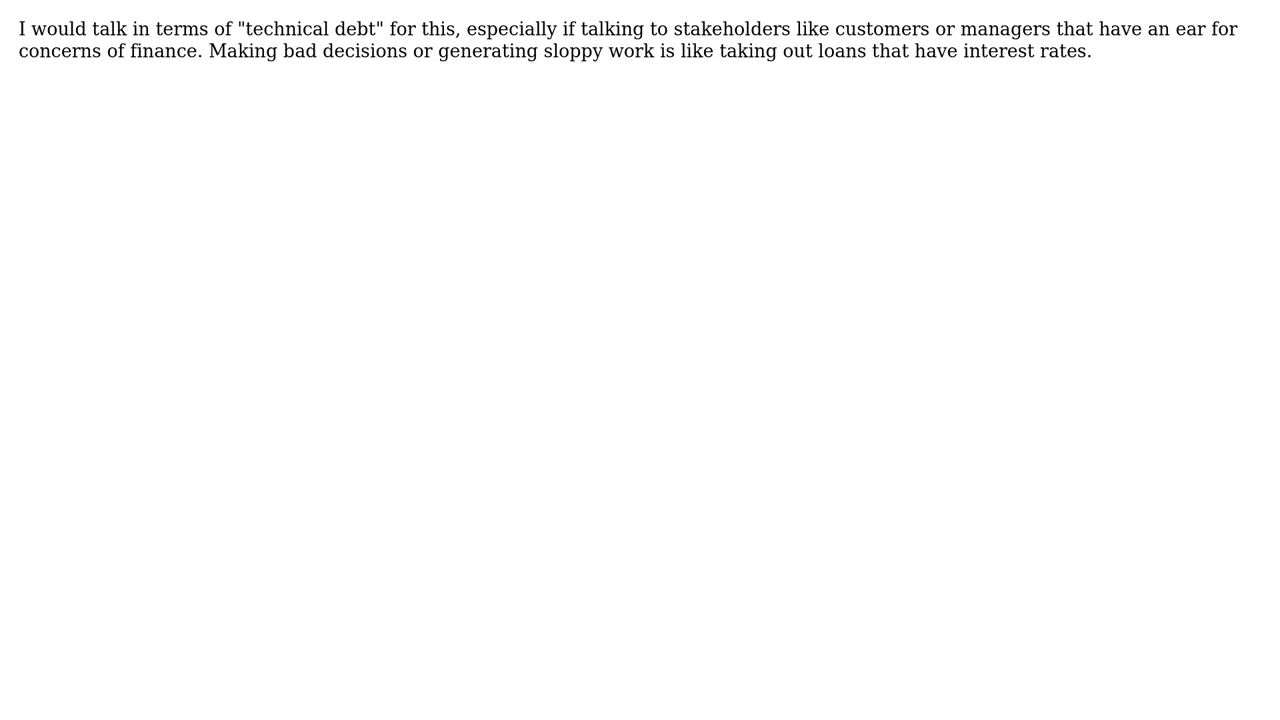 I would talk in terms of "technical debt" for this, especially if talking to stakeholders like customers or managers that have an ear for
concerns of finance. Making bad decisions or generating sloppy work is like taking out loans that have interest rates.